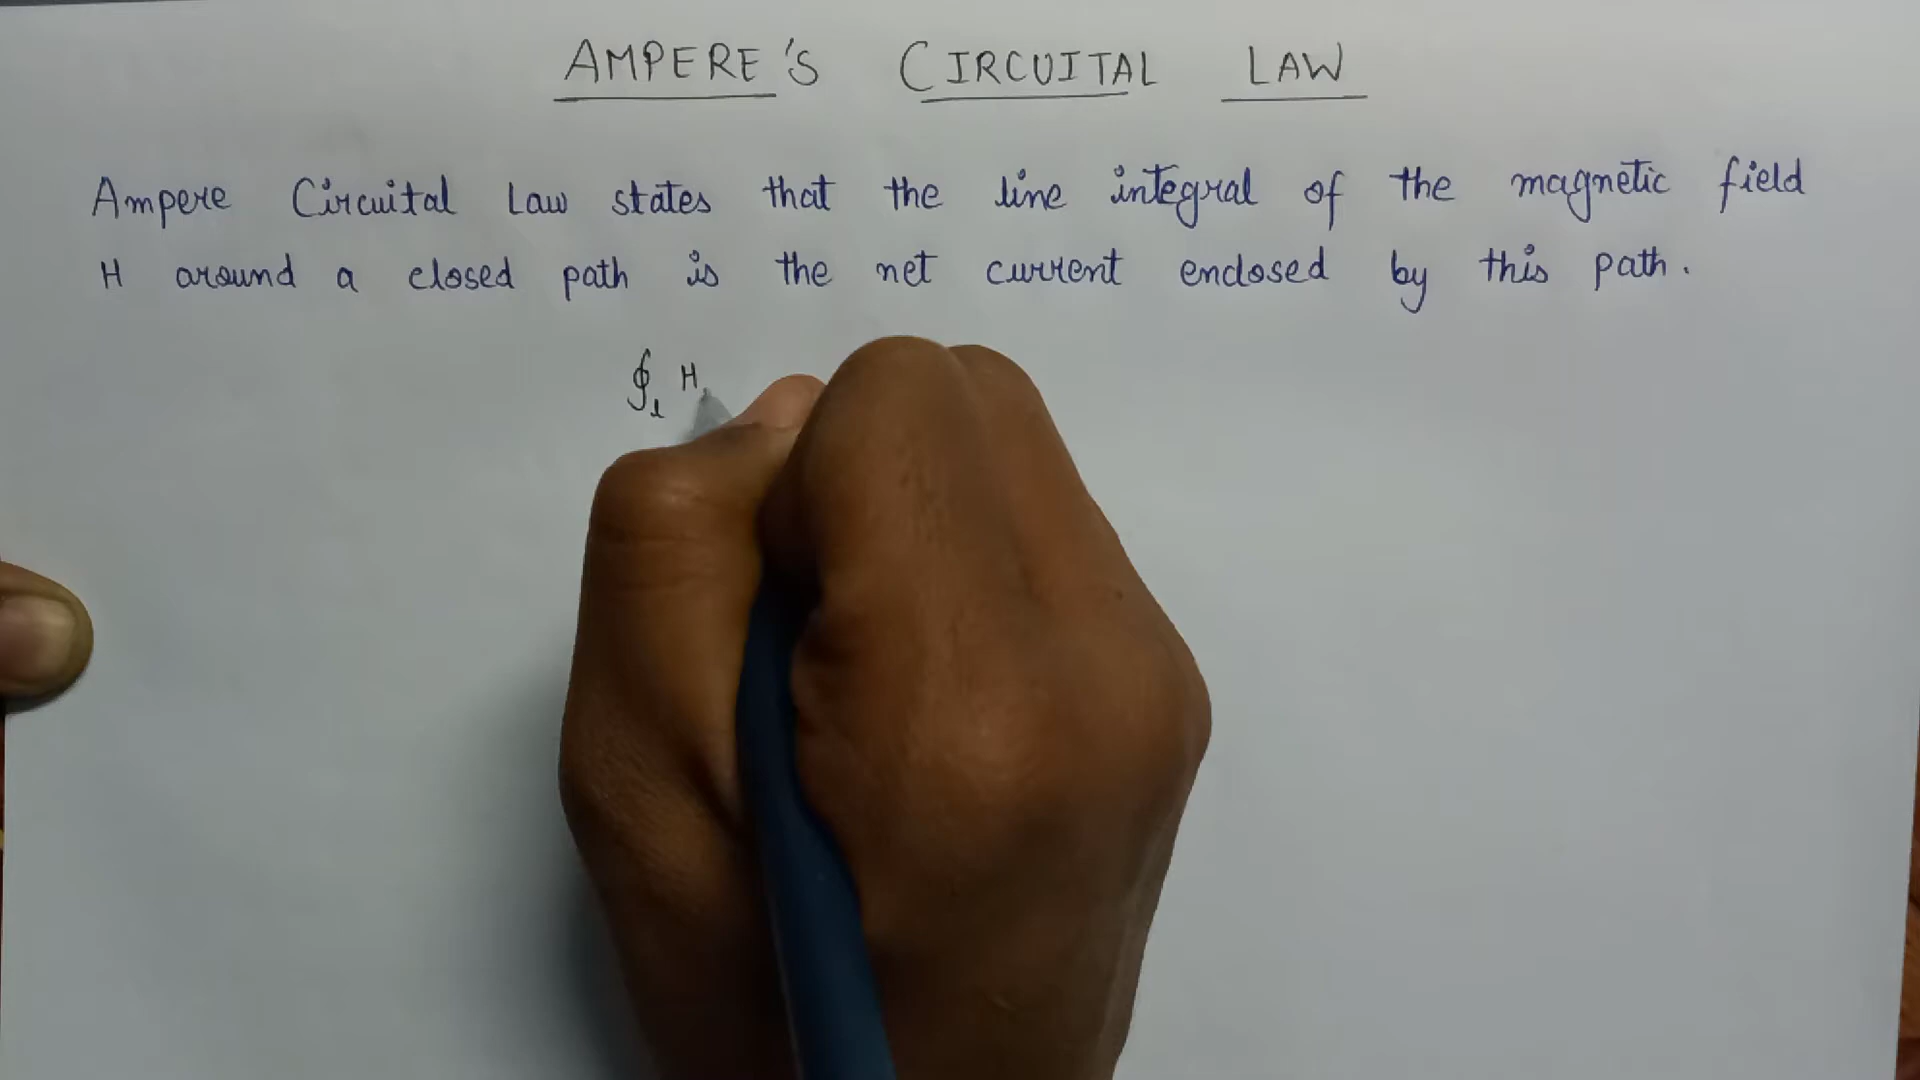 AMPERE'S CIRCUITAL LAW
Ampere Circuital Law states that the line integral of the magnetic field
H around a closed path is the net current enclosed by this path.
∮l H.